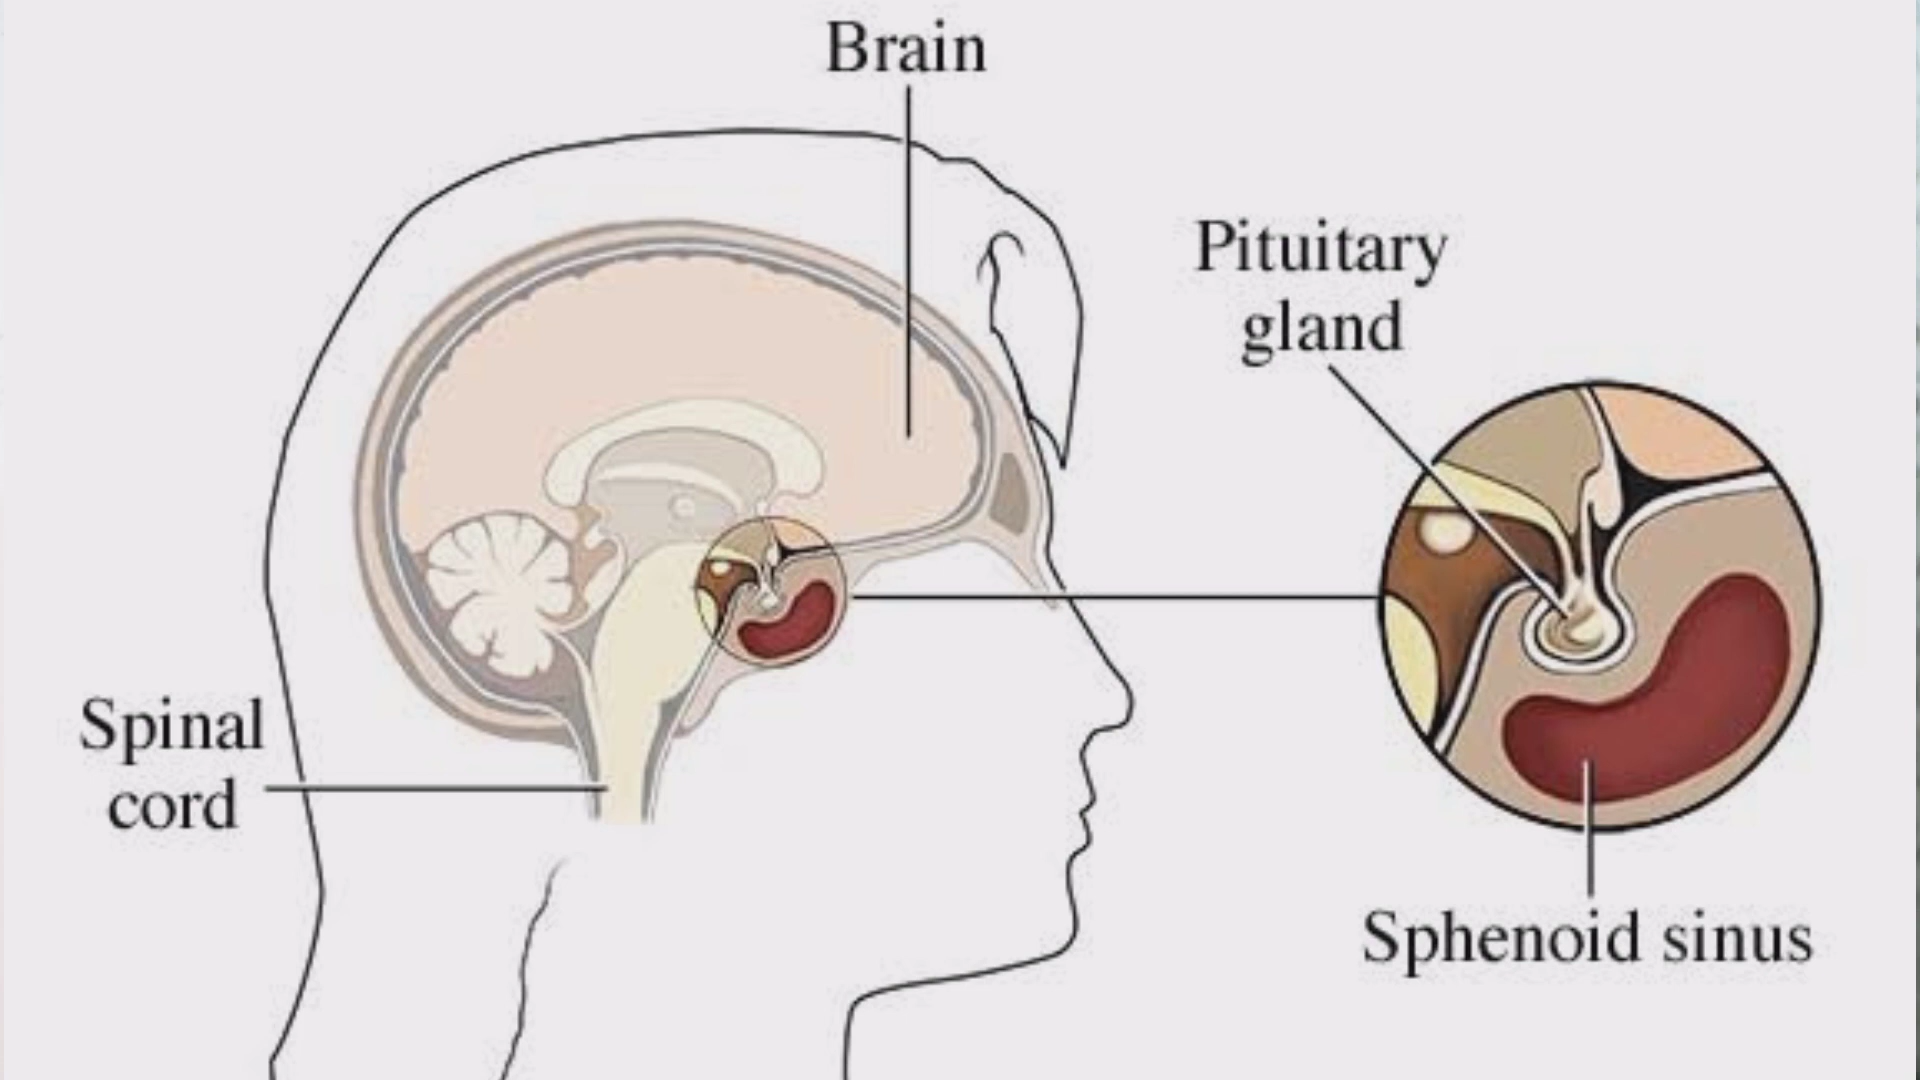 Brain
Pituitary
gland
Spinal
cord
Sphenoid sinus